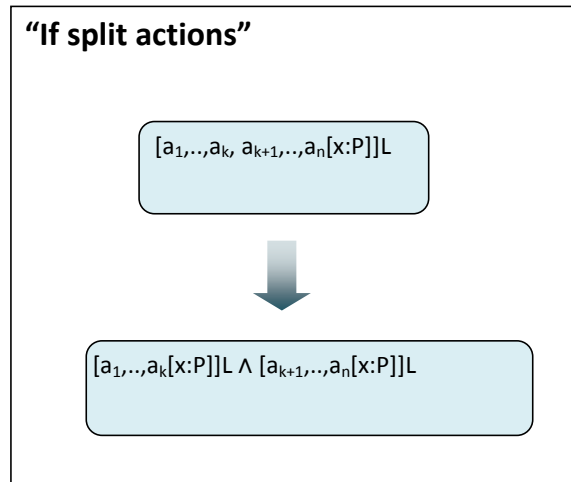 “If split actions”
[a₁,..,aₖ, aₖ₊₁,..,aₙ[x:P]]L
[a₁,..,aₖ[x:P]]L ∧ [aₖ₊₁,..,aₙ[x:P]]L